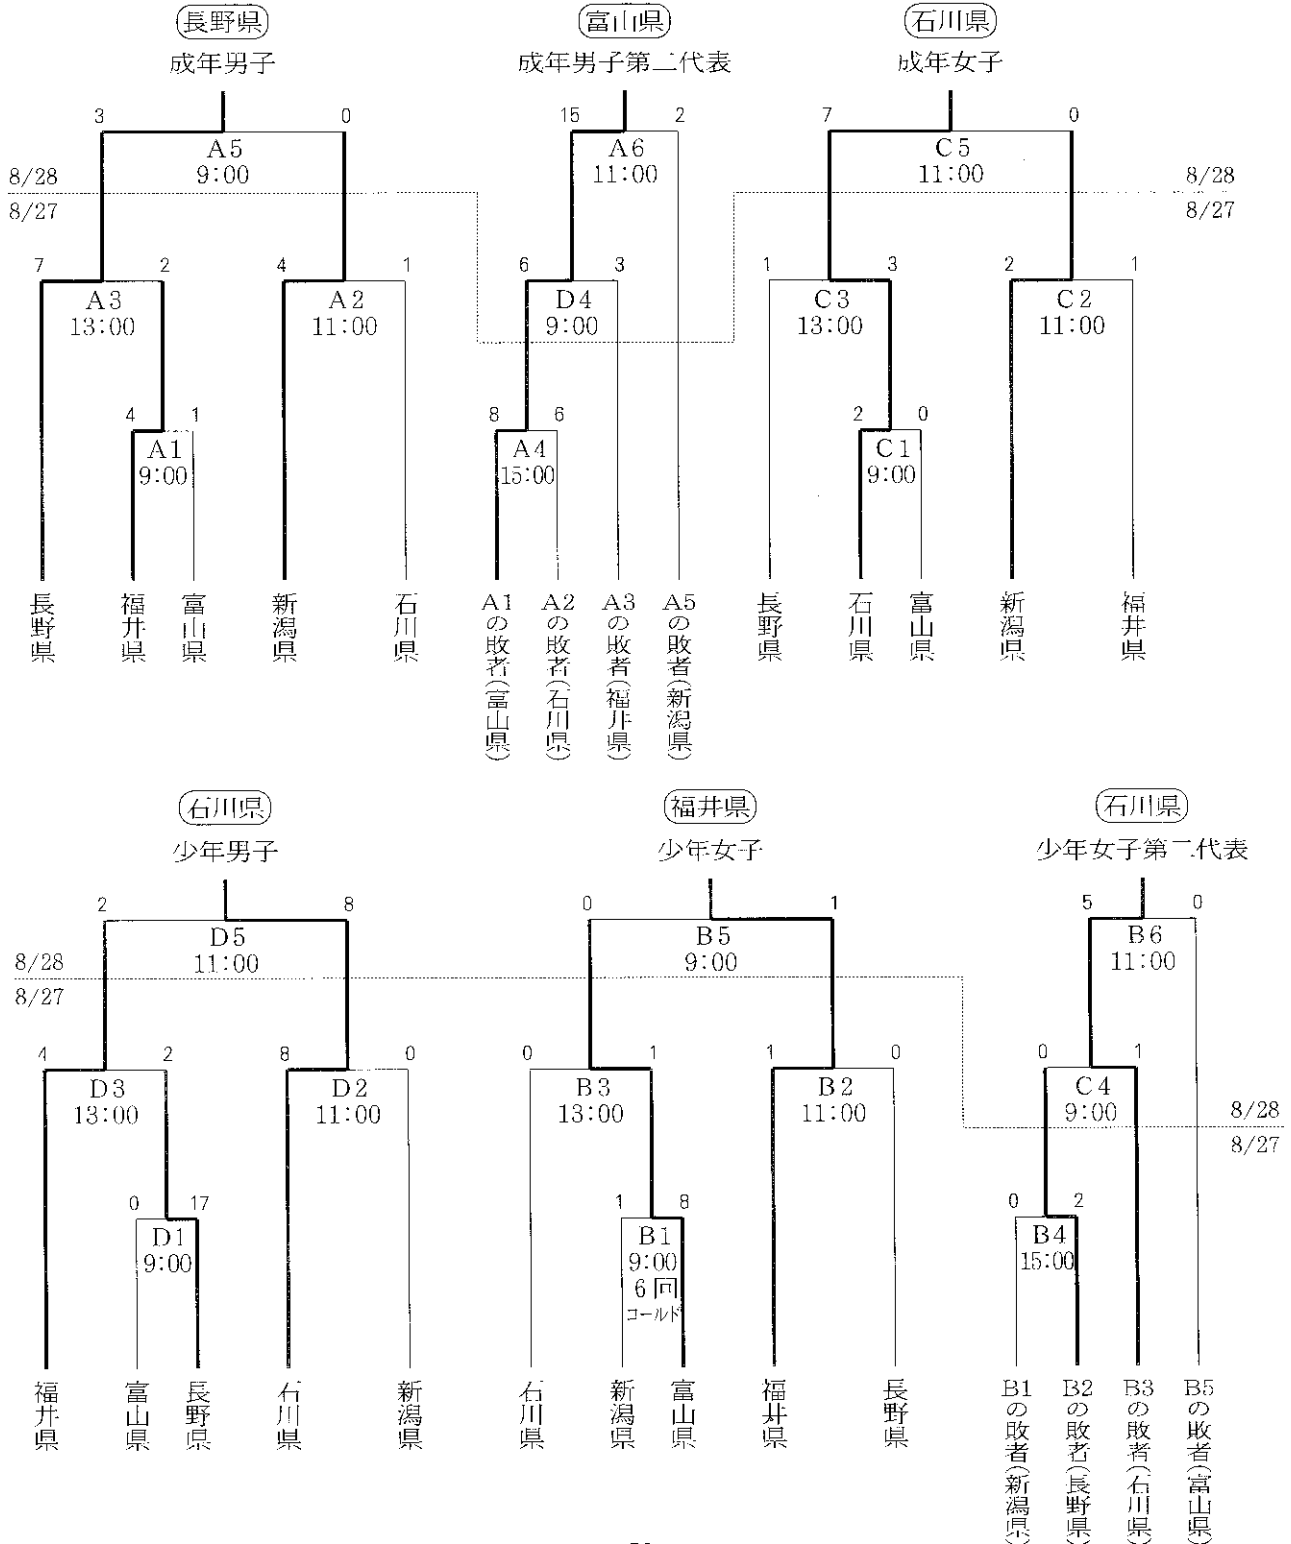 長野県
成年男子
3 0
A5
9:00
8/28
8/27
7 2
A3
13:00
4 1
A2
11:00
4 1
A1
9:00
長野県
福井県
富山県
新潟県
石川県
富山県
成年男子第二代表
15 2
A6
11:00
6 3
D4
9:00
8 6
A4
15:00
A1の敗者(富山県)
A2の敗者(石川県)
A3の敗者(福井県)
A5の敗者(新潟県)
石川県
成年女子
7 0
C5
11:00
8/28
8/27
1 3
C3
13:00
2 1
C2
11:00
2 0
C1
9:00
長野県
石川県
富山県
新潟県
福井県
石川県
少年男子
2 8
D5
11:00
8/28
8/27
4 2
D3
13:00
8 0
D2
11:00
0 17
D1
9:00
福井県
富山県
長野県
石川県
新潟県
福井県
少年女子
0 1
B5
9:00
0 1
B3
13:00
1 0
B2
11:00
1 8
B1
9:00
6回
コールド
石川県
新潟県
富山県
福井県
長野県
石川県
少年女子第二代表
5 0
B6
11:00
0 1
C4
9:00
8/28
8/27
0 2
B4
15:00
B1の敗者(新潟県)
B2の敗者(長野県)
B3の敗者(石川県)
B5の敗者(富山県)